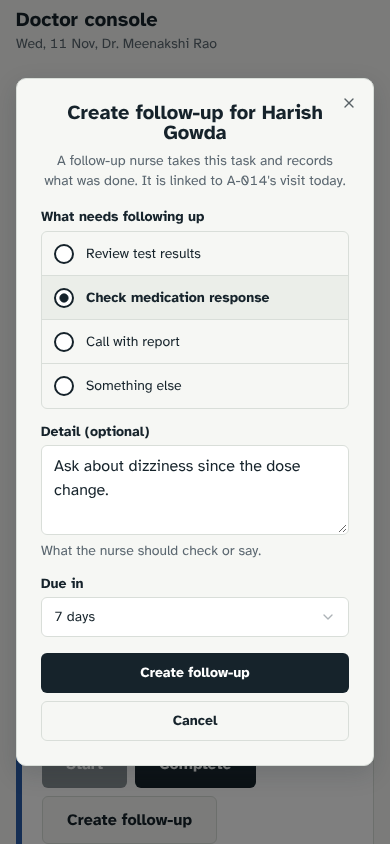 Doctor console
Wed, 11 Nov, Dr. Meenakshi Rao
Create follow-up for Harish
Gowda
A follow-up nurse takes this task and records
what was done. It is linked to A-014's visit today.
What needs following up
Review test results
Check medication response
Call with report
Something else
Detail (optional)
Ask about dizziness since the dose
change.
What the nurse should check or say.
Due in
7 days
Create follow-up
Cancel
Start Complete
Create follow-up